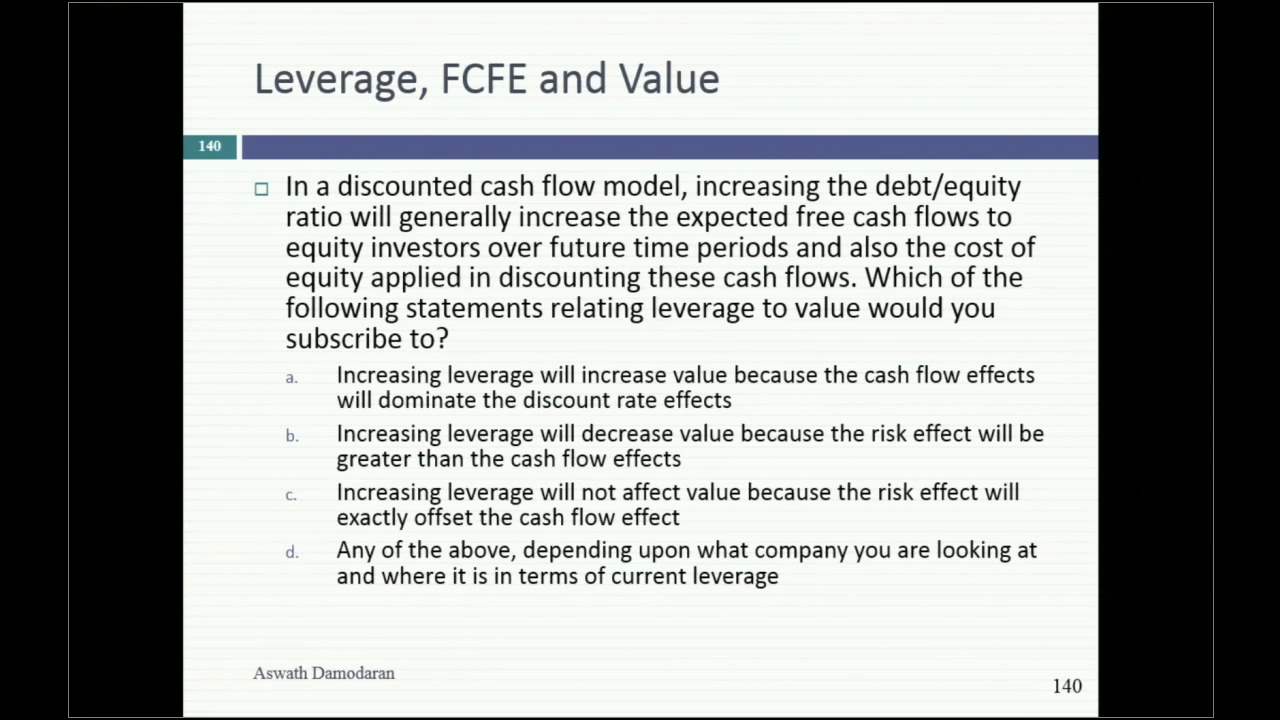 Leverage, FCFE and Value
140
In a discounted cash flow model, increasing the debt/equity
ratio will generally increase the expected free cash flows to
equity investors over future time periods and also the cost of
equity applied in discounting these cash flows. Which of the
following statements relating leverage to value would you
subscribe to?
a. Increasing leverage will increase value because the cash flow effects
will dominate the discount rate effects
b. Increasing leverage will decrease value because the risk effect will be
greater than the cash flow effects
c. Increasing leverage will not affect value because the risk effect will
exactly offset the cash flow effect
d. Any of the above, depending upon what company you are looking at
and where it is in terms of current leverage
Aswath Damodaran
140